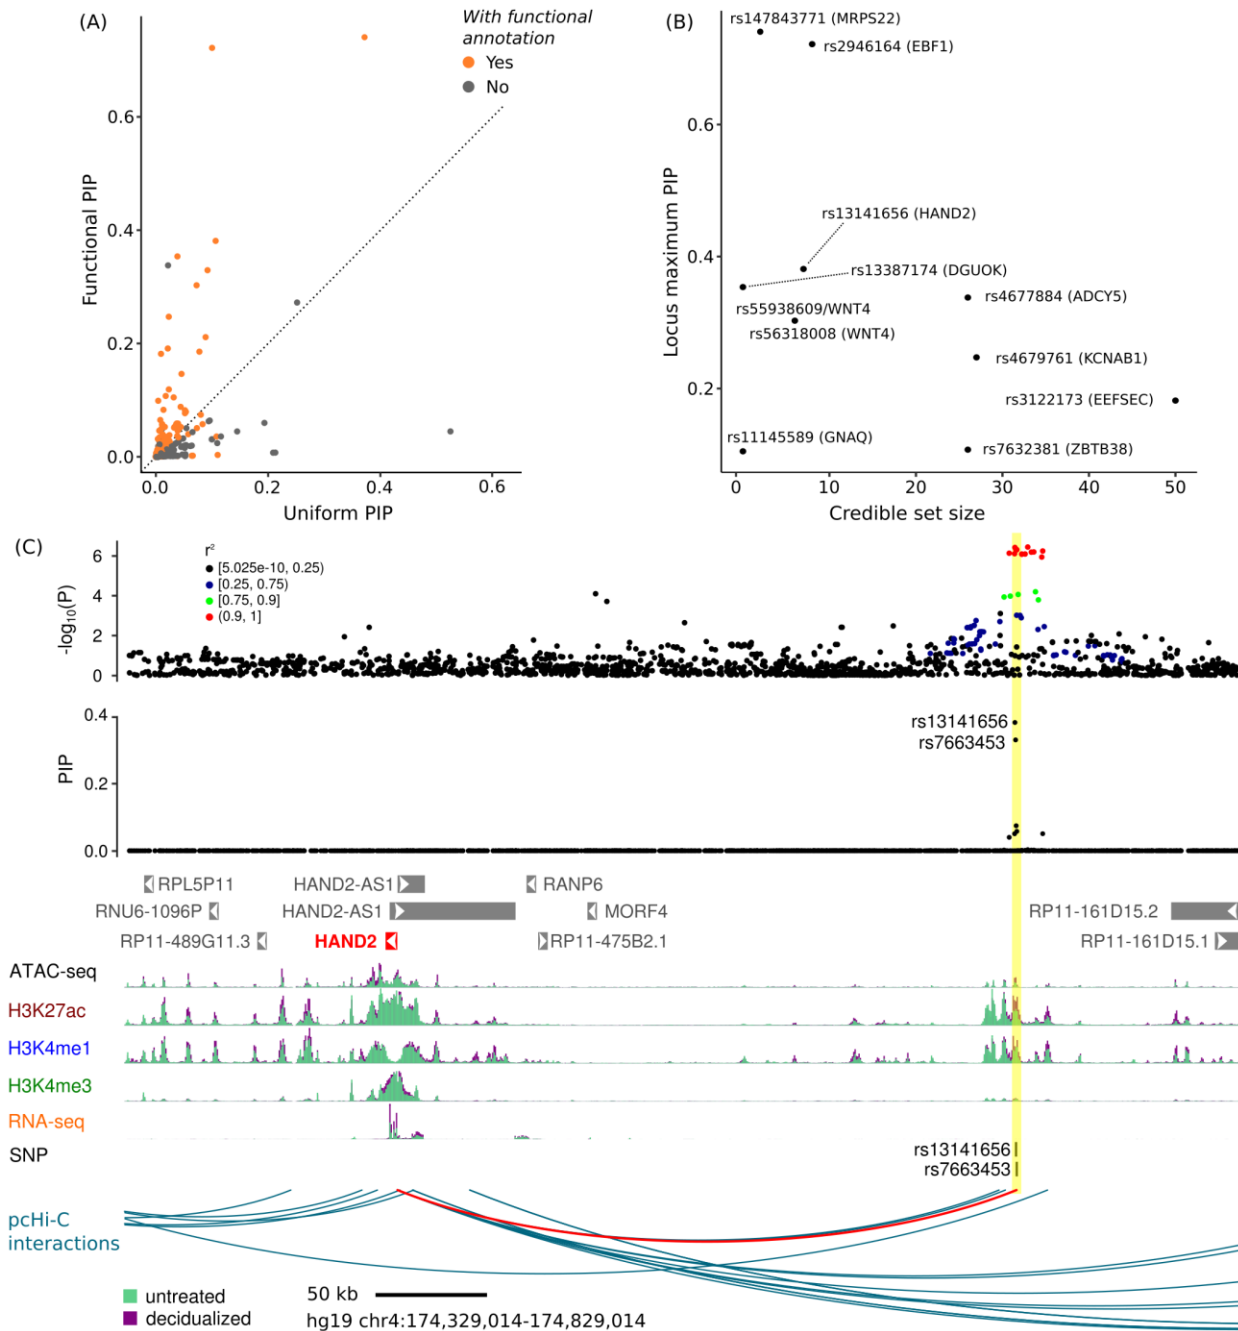 (A)
With functional
annotation
Yes
No
Functional PIP
0.6
0.4
0.2
0.0
0.0 0.2 0.4 0.6
Uniform PIP
(B)
rs147843771 (MRPS22)
rs2946164 (EBF1)
Locus maximum PIP
0.6
0.4
0.2
rs13141656 (HAND2)
rs13387174 (DGUOK)
rs4677884 (ADCY5)
rs55938609/WNT4
rs56318008 (WNT4)
rs4679761 (KCNAB1)
rs3122173 (EEFSEC)
rs11145589 (GNAQ)
rs7632381 (ZBTB38)
0 10 20 30 40 50
Credible set size
(C)
r²
[5.025e-10, 0.25)
[0.25, 0.75)
[0.75, 0.9]
(0.9, 1]
-log₁₀(P)
6
4
2
0
PIP
0.4
0.2
0.0
rs13141656
rs7663453
RPL5P11 HAND2-AS1 RANP6
RNU6-1096P HAND2-AS1 MORF4 RP11-161D15.2
RP11-489G11.3 HAND2 RP11-475B2.1 RP11-161D15.1
ATAC-seq
H3K27ac
H3K4me1
H3K4me3
RNA-seq
SNP
rs13141656
rs7663453
pcHi-C
interactions
untreated
decidualized
50 kb
hg19 chr4:174,329,014-174,829,014